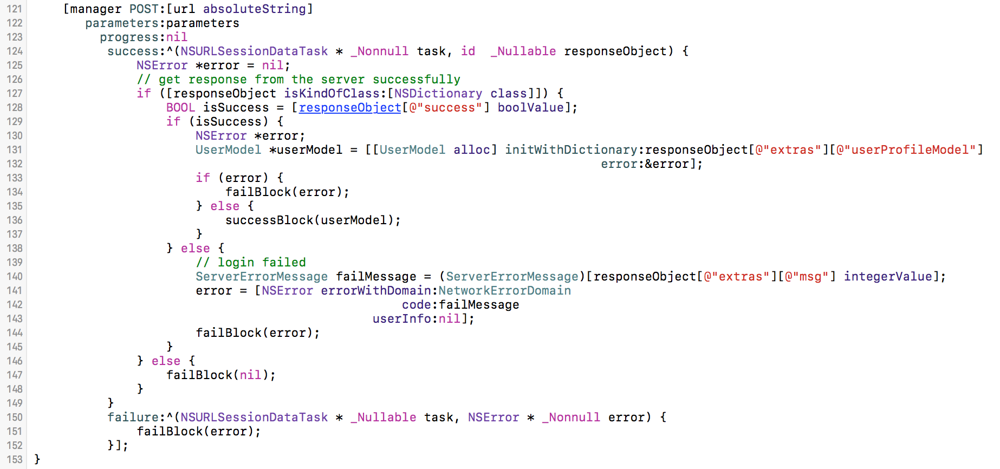 121     [manager POST:[url absoluteString]
122        parameters:parameters
123          progress:nil
124           success:^(NSURLSessionDataTask * _Nonnull task, id  _Nullable responseObject) {
125               NSError *error = nil;
126               // get response from the server successfully
127               if ([responseObject isKindOfClass:[NSDictionary class]]) {
128                   BOOL isSuccess = [responseObject[@"success"] boolValue];
129                   if (isSuccess) {
130                       NSError *error;
131                       UserModel *userModel = [[UserModel alloc] initWithDictionary:responseObject[@"extras"][@"userProfileModel"]
132                                                                              error:&error];
133                       if (error) {
134                           failBlock(error);
135                       } else {
136                           successBlock(userModel);
137                       }
138                   } else {
139                       // login failed
140                       ServerErrorMessage failMessage = (ServerErrorMessage)[responseObject[@"extras"][@"msg"] integerValue];
141                       error = [NSError errorWithDomain:NetworkErrorDomain
142                                                   code:failMessage
143                                               userInfo:nil];
144                       failBlock(error);
145                   }
146               } else {
147                   failBlock(nil);
148               }
149           }
150           failure:^(NSURLSessionDataTask * _Nullable task, NSError * _Nonnull error) {
151               failBlock(error);
152           }];
153 }